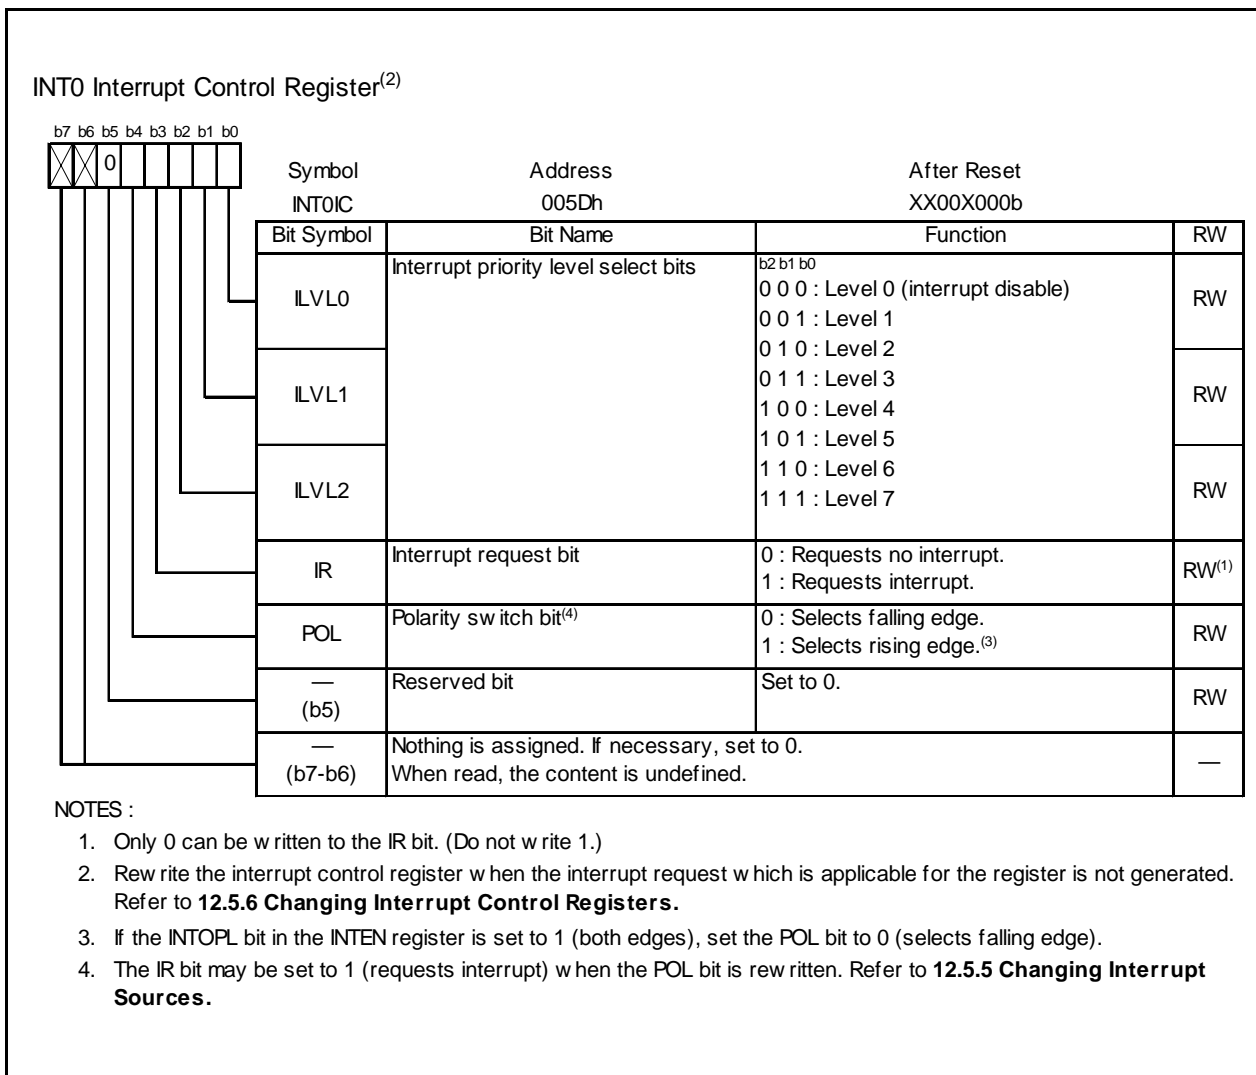 INT0 Interrupt Control Register(2)
b7 b6 b5 b4 b3 b2 b1 b0
0
Symbol Address After Reset
INT0IC 005Dh XX00X000b
Bit Symbol Bit Name Function RW
ILVL0 Interrupt priority level select bits b2 b1 b0 RW
0 0 0 : Level 0 (interrupt disable)
0 0 1 : Level 1
0 1 0 : Level 2
ILVL1 0 1 1 : Level 3 RW
1 0 0 : Level 4
1 0 1 : Level 5
1 1 0 : Level 6
ILVL2 1 1 1 : Level 7 RW
IR Interrupt request bit 0 : Requests no interrupt. RW(1)
1 : Requests interrupt.
POL Polarity switch bit(4) 0 : Selects falling edge. RW
1 : Selects rising edge.(3)
— Reserved bit Set to 0. RW
(b5)
— Nothing is assigned. If necessary, set to 0. —
(b7-b6) When read, the content is undefined.
NOTES :
1. Only 0 can be written to the IR bit. (Do not write 1.)
2. Rewrite the interrupt control register when the interrupt request which is applicable for the register is not generated.
Refer to 12.5.6 Changing Interrupt Control Registers.
3. If the INTOPL bit in the INTEN register is set to 1 (both edges), set the POL bit to 0 (selects falling edge).
4. The IR bit may be set to 1 (requests interrupt) when the POL bit is rewritten. Refer to 12.5.5 Changing Interrupt
Sources.